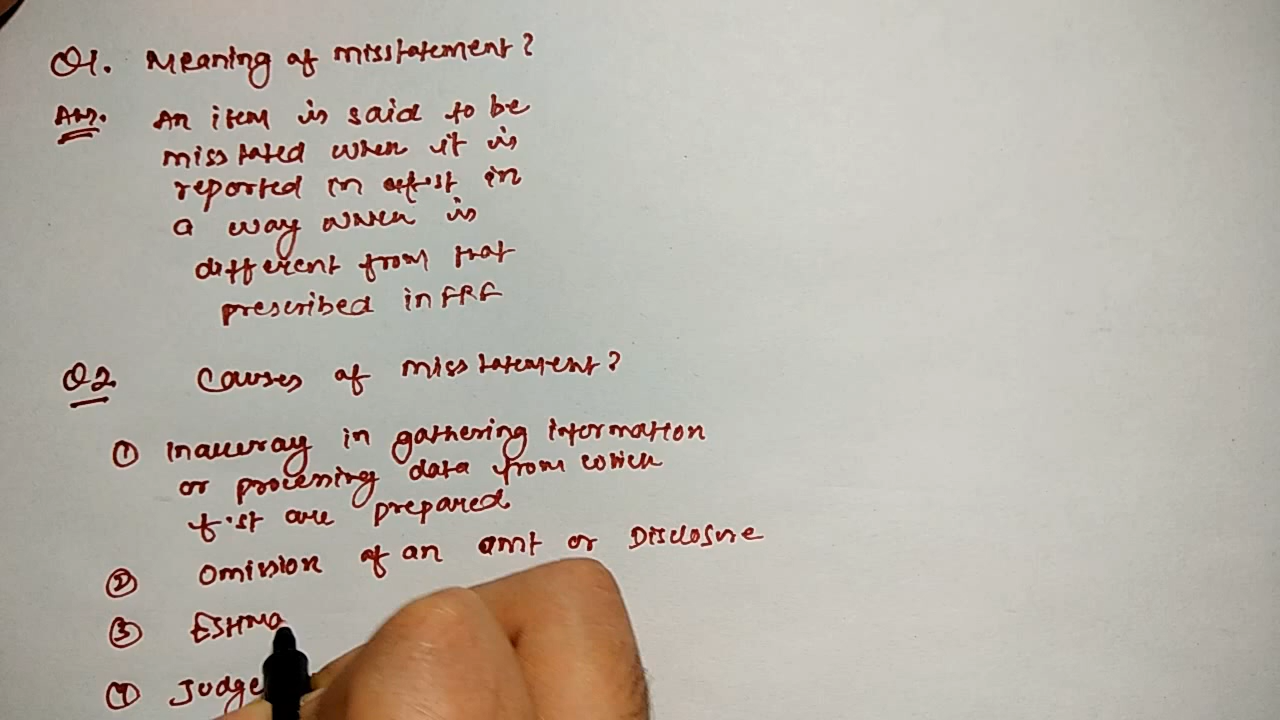 Q1. Meaning of misstatement?
Ans. An item is said to be
misstated when it is
reported in f.st in
a way which is
different from that
prescribed in FRF
Q2 Causes of misstatement?
① Inaccuracy in gathering information
or processing data from which
f.st are prepared
② Omission of an amt or Disclosure
③ Estima
④ Judge